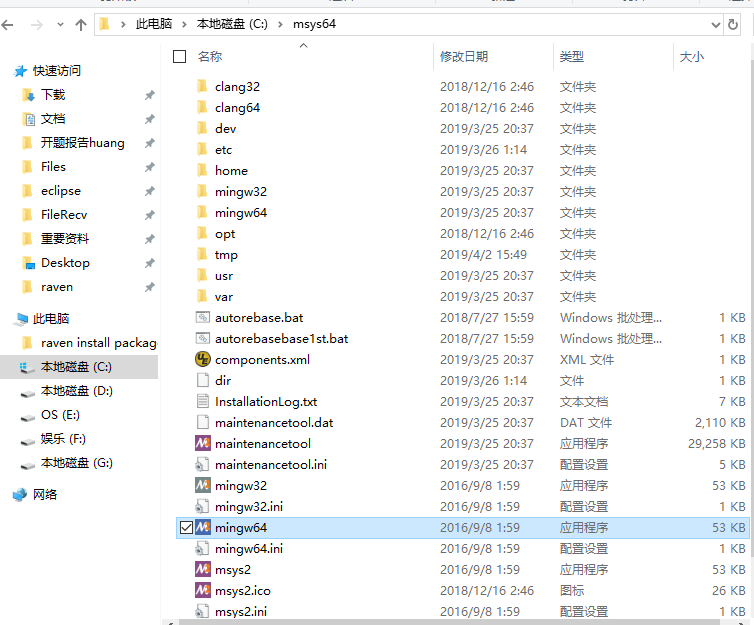 此电脑 > 本地磁盘 (C:) > msys64
名称 修改日期 类型 大小
快速访问
下载
文档
开题报告huang
Files
eclipse
FileRecv
重要资料
Desktop
raven
此电脑
raven install packag
本地磁盘 (C:)
本地磁盘 (D:)
OS (E:)
娱乐 (F:)
本地磁盘 (G:)
网络
clang32 2018/12/16 2:46 文件夹
clang64 2018/12/16 2:46 文件夹
dev 2019/3/25 20:37 文件夹
etc 2019/3/26 1:14 文件夹
home 2019/3/25 20:37 文件夹
mingw32 2019/3/25 20:37 文件夹
mingw64 2019/3/25 20:37 文件夹
opt 2018/12/16 2:46 文件夹
tmp 2019/4/2 15:49 文件夹
usr 2019/3/25 20:37 文件夹
var 2019/3/25 20:37 文件夹
autorebase.bat 2018/7/27 15:59 Windows 批处理... 1 KB
autorebasebase1st.bat 2018/7/27 15:59 Windows 批处理... 1 KB
components.xml 2019/3/25 20:37 XML 文件 1 KB
dir 2019/3/26 1:14 文件 1 KB
InstallationLog.txt 2019/3/25 20:37 文本文档 7 KB
maintenancetool.dat 2019/3/25 20:37 DAT 文件 2,110 KB
maintenancetool 2019/3/25 20:37 应用程序 29,258 KB
maintenancetool.ini 2019/3/25 20:37 配置设置 5 KB
mingw32 2016/9/8 1:59 应用程序 53 KB
mingw32.ini 2016/9/8 1:59 配置设置 1 KB
mingw64 2016/9/8 1:59 应用程序 53 KB
mingw64.ini 2016/9/8 1:59 配置设置 1 KB
msys2 2016/9/8 1:59 应用程序 53 KB
msys2.ico 2018/12/16 2:46 图标 26 KB
msys2.ini 2016/9/8 1:59 配置设置 1 KB